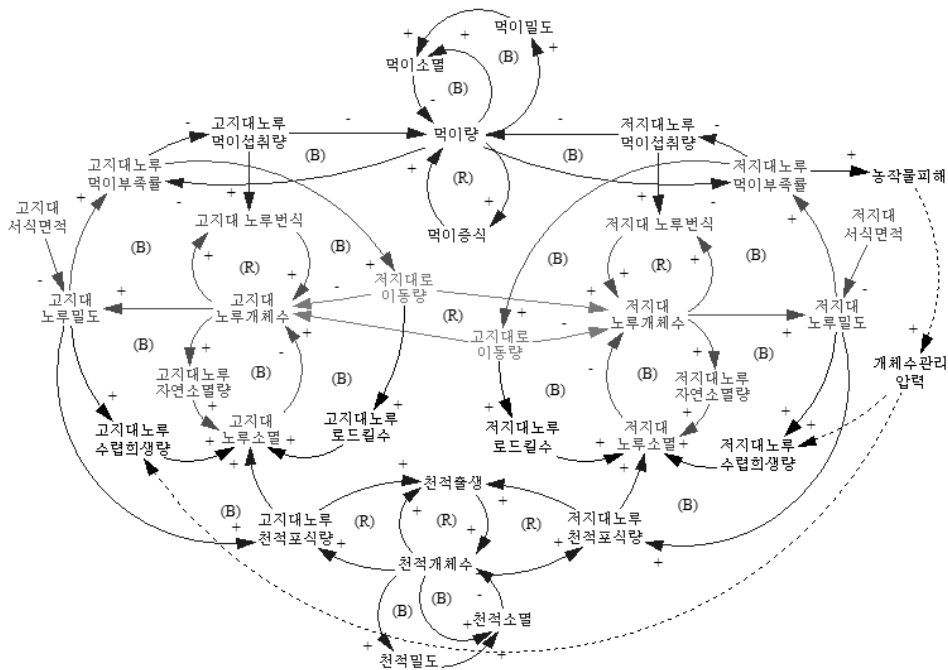 먹이밀도
먹이소멸
(B)
(B)
고지대노루
먹이섭취량
먹이량
저지대노루
먹이섭취량
(B)
(B)
고지대노루
먹이부족률
저지대노루
먹이부족률
농작물피해
(R)
고지대
서식면적
고지대 노루번식
먹이증식
저지대 노루번식
저지대
서식면적
(B)
(B)
(B)
(B)
(R)
(R)
저지대로
이동량
고지대
노루밀도
고지대
노루개체수
저지대
노루개체수
저지대
노루밀도
(R)
고지대로
이동량
(B)
(B)
개체수관리
압력
고지대노루
자연소멸량
(B)
(B)
(B)
(B)
저지대노루
자연소멸량
고지대노루
수렵희생량
고지대
노루소멸
고지대노루
로드킬수
저지대노루
로드킬수
저지대
노루소멸
저지대노루
수렵희생량
천적출생
(B)
고지대노루
천적포식량
(R)
(R)
(R)
저지대노루
천적포식량
(B)
천적개체수
(B)
(B)
천적소멸
천적밀도